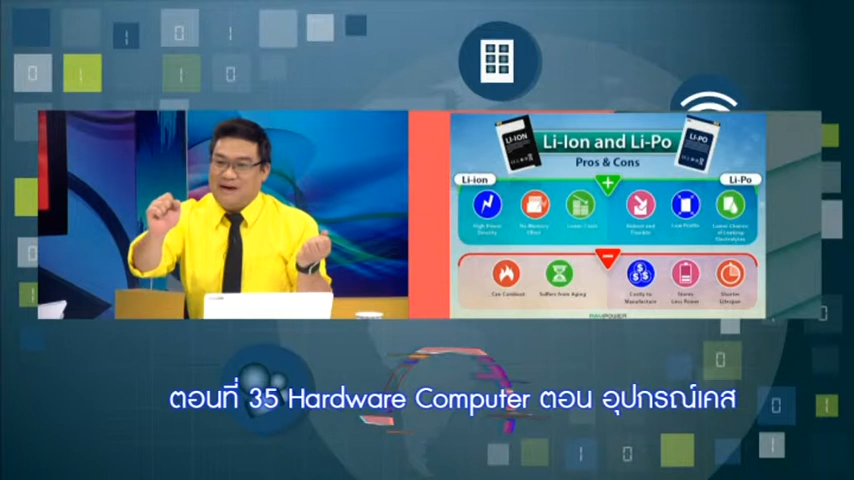 Li-Ion and Li-Po
Pros & Cons
LI-ION
LI-PO
Li-ion
Li-Po
High Power
Density
No Memory
Effect
Lower Costs
Robust and
Flexible
Low Profile
Lower Chance
of Leaking
Electrolytes
Can Combust
Suffers from Aging
Costly to
Manufacture
Stores
Less Power
Shorter
Lifespan
RAVPOWER
ตอนที่ 35 Hardware Computer ตอน อุปกรณ์เคส